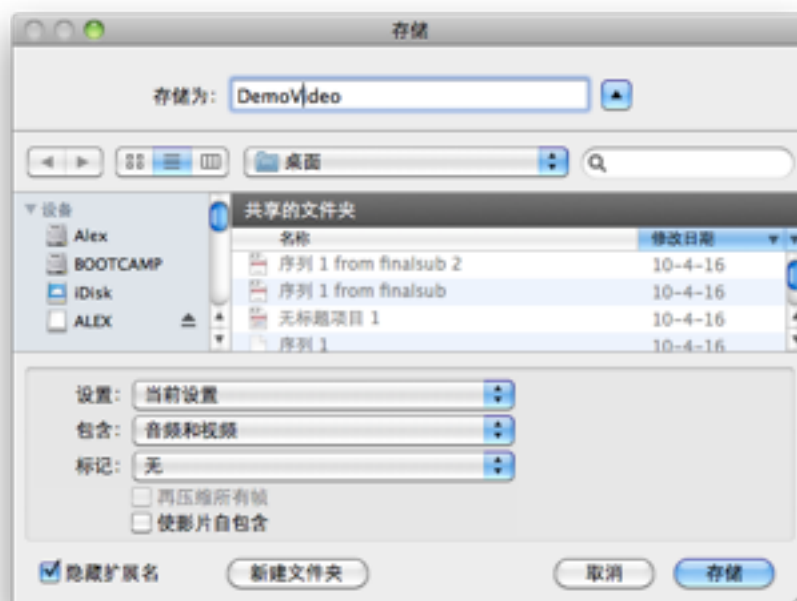 存储
存储为: DemoVideo
桌面
设备
Alex
BOOTCAMP
iDisk
ALEX
共享的文件夹
名称 修改日期
序列 1 from finalsub 2 10-4-16
序列 1 from finalsub 10-4-16
无标题项目 1 10-4-16
序列 1 10-4-16
设置: 当前设置
包含: 音频和视频
标记: 无
再压缩所有帧
使影片自包含
隐藏扩展名 新建文件夹 取消 存储